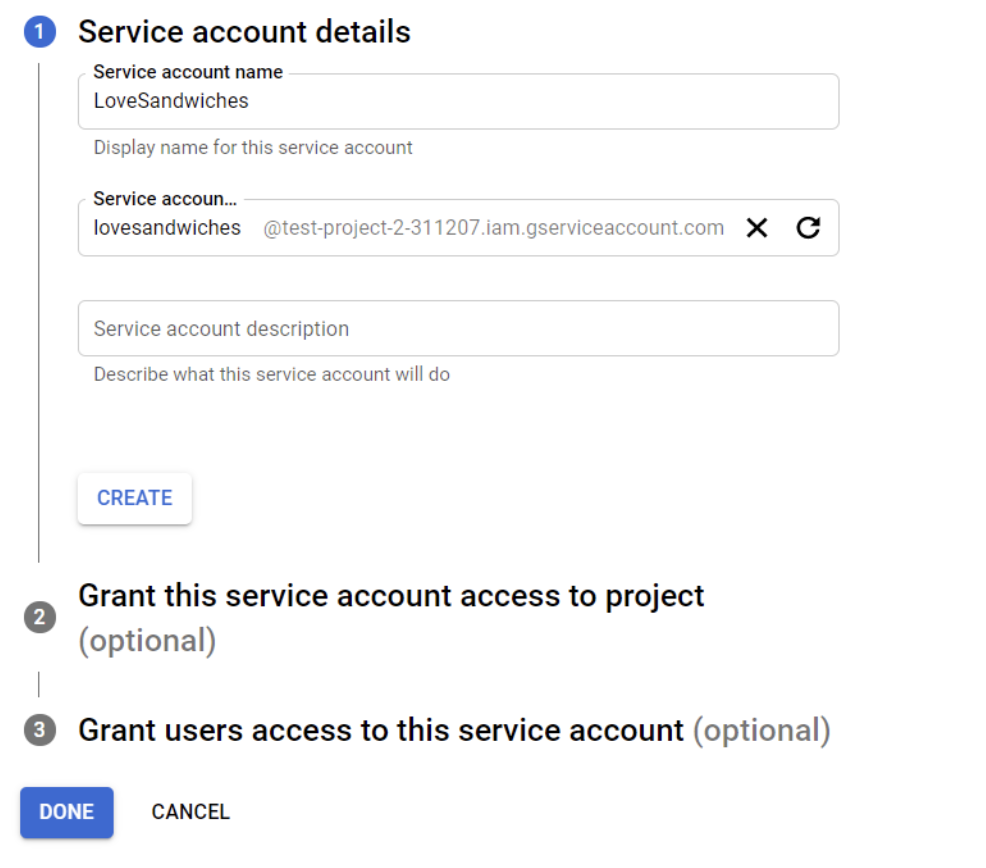 1 Service account details
Service account name
LoveSandwiches
Display name for this service account
Service accoun...
lovesandwiches @test-project-2-311207.iam.gserviceaccount.com
Service account description
Describe what this service account will do
CREATE
2 Grant this service account access to project
(optional)
3 Grant users access to this service account (optional)
DONE CANCEL